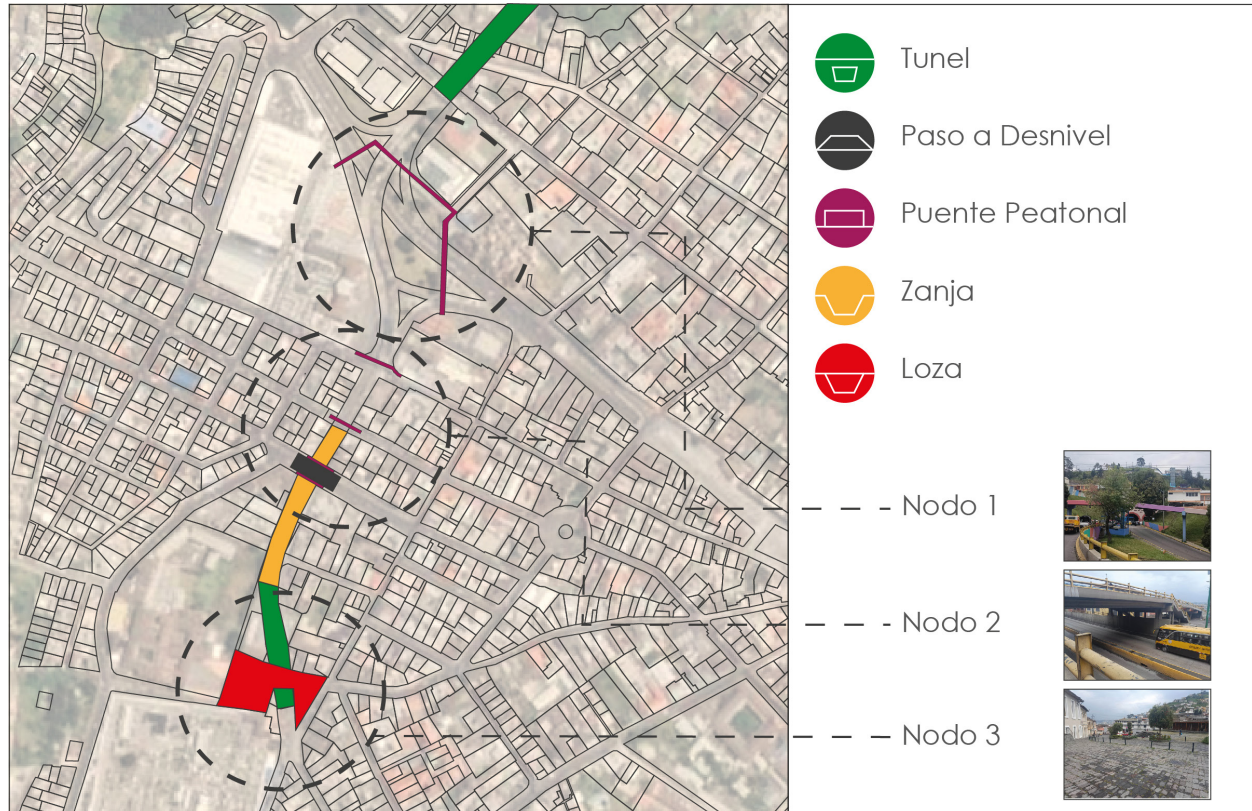 Tunel
Paso a Desnivel
Puente Peatonal
Zanja
Loza
Nodo 1
Nodo 2
Nodo 3